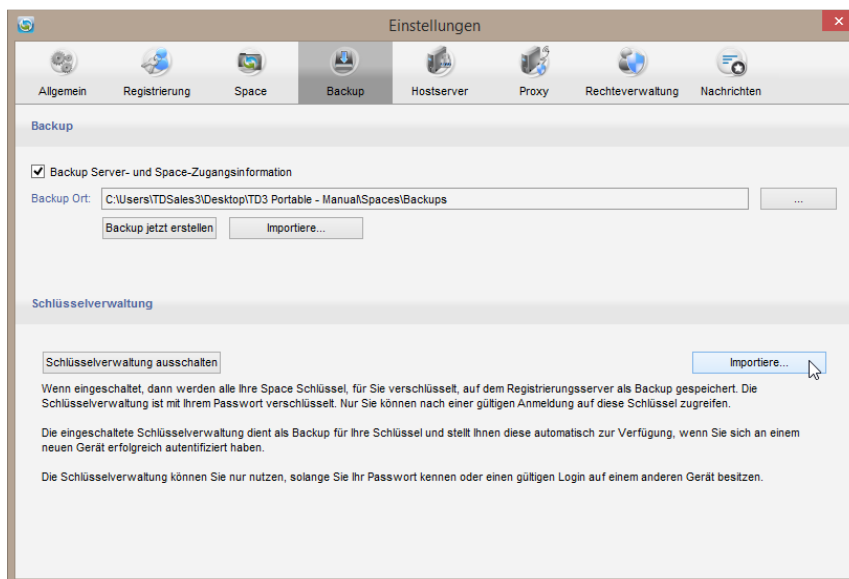 Einstellungen
Allgemein Registrierung Space Backup Hostserver Proxy Rechteverwaltung Nachrichten
Backup
Backup Server- und Space-Zugangsinformation
Backup Ort: C:\Users\TDSales3\Desktop\TD3 Portable - Manual\Spaces\Backups ...
Backup jetzt erstellen Importiere...
Schlüsselverwaltung
Schlüsselverwaltung ausschalten Importiere...
Wenn eingeschaltet, dann werden alle Ihre Space Schlüssel, für Sie verschlüsselt, auf dem Registrierungsserver als Backup gespeichert. Die
Schlüsselverwaltung ist mit Ihrem Passwort verschlüsselt. Nur Sie können nach einer gültigen Anmeldung auf diese Schlüssel zugreifen.
Die eingeschaltete Schlüsselverwaltung dient als Backup für Ihre Schlüssel und stellt Ihnen diese automatisch zur Verfügung, wenn Sie sich an einem
neuen Gerät erfolgreich autentifiziert haben.
Die Schlüsselverwaltung können Sie nur nutzen, solange Sie Ihr Passwort kennen oder einen gültigen Login auf einem anderen Gerät besitzen.